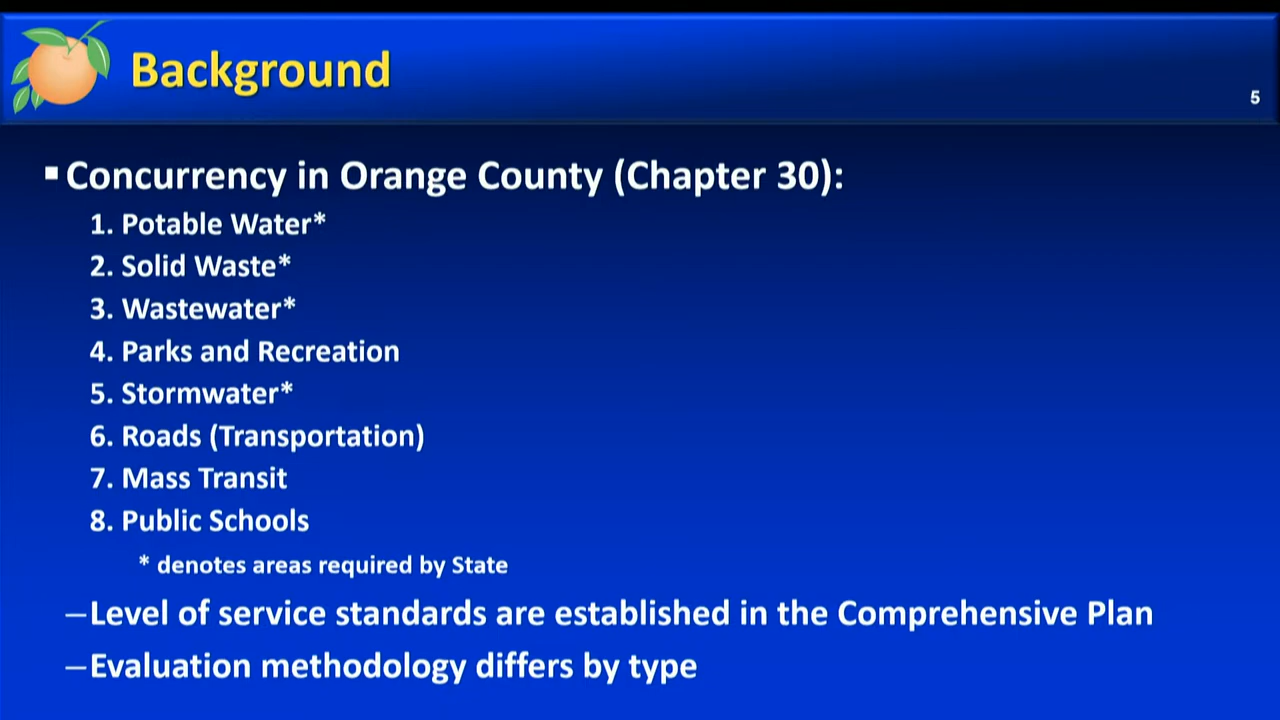 Background
5
▪ Concurrency in Orange County (Chapter 30):
1. Potable Water*
2. Solid Waste*
3. Wastewater*
4. Parks and Recreation
5. Stormwater*
6. Roads (Transportation)
7. Mass Transit
8. Public Schools
* denotes areas required by State
–Level of service standards are established in the Comprehensive Plan
–Evaluation methodology differs by type